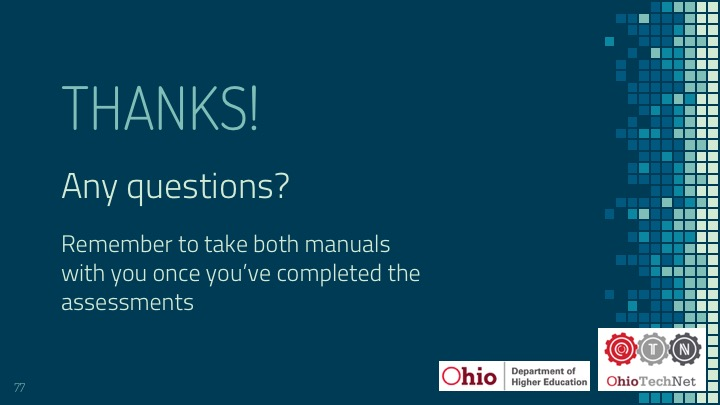 THANKS!
Any questions?
Remember to take both manuals
with you once you’ve completed the
assessments
77
Ohio
Department of
Higher Education
O T N
OhioTechNet